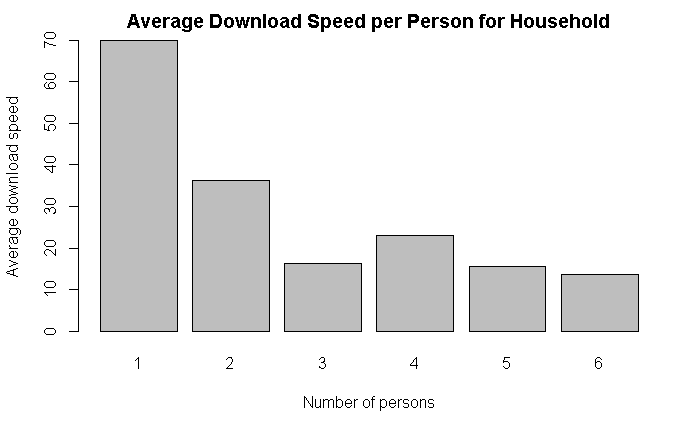 Average Download Speed per Person for Household
Average download speed
70
60
50
40
30
20
10
0
1 2 3 4 5 6
Number of persons